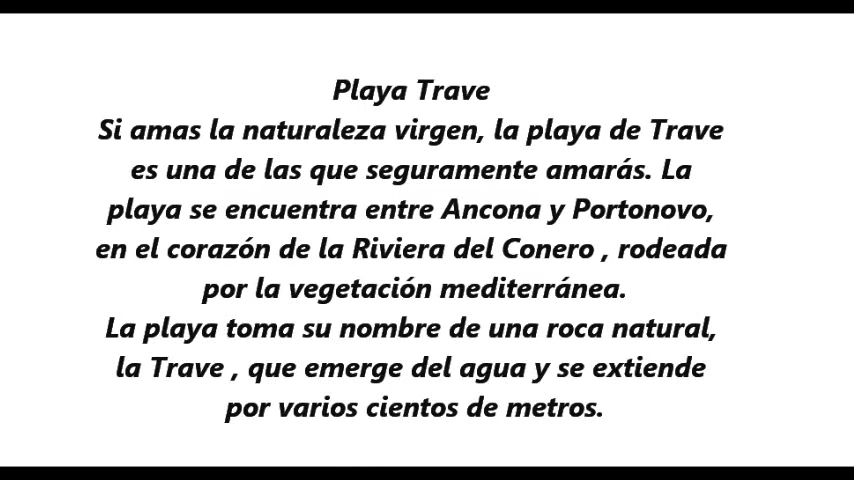 Playa Trave
Si amas la naturaleza virgen, la playa de Trave
es una de las que seguramente amarás. La
playa se encuentra entre Ancona y Portonovo,
en el corazón de la Riviera del Conero , rodeada
por la vegetación mediterránea.
La playa toma su nombre de una roca natural,
la Trave , que emerge del agua y se extiende
por varios cientos de metros.